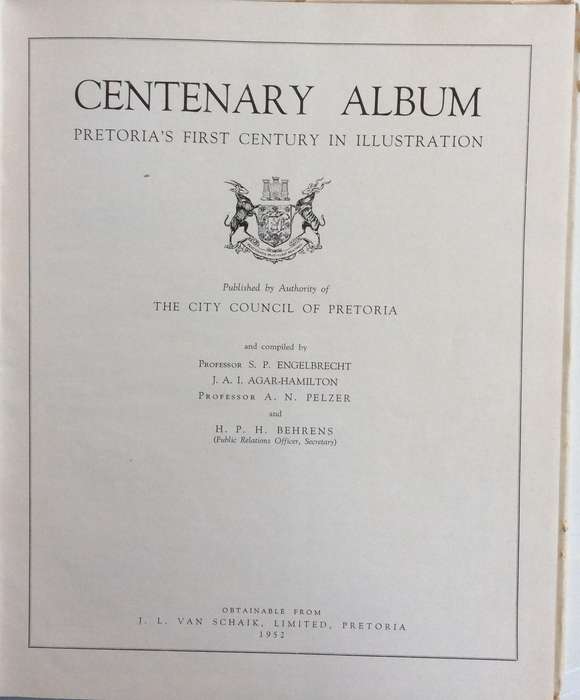 CENTENARY ALBUM
PRETORIA'S FIRST CENTURY IN ILLUSTRATION
Published by Authority of
THE CITY COUNCIL OF PRETORIA
and compiled by
PROFESSOR S. P. ENGELBRECHT
J. A. I. AGAR-HAMILTON
PROFESSOR A. N. PELZER
and
H. P. H. BEHRENS
(Public Relations Officer, Secretary)
OBTAINABLE FROM
J. L. VAN SCHAIK, LIMITED, PRETORIA
1952